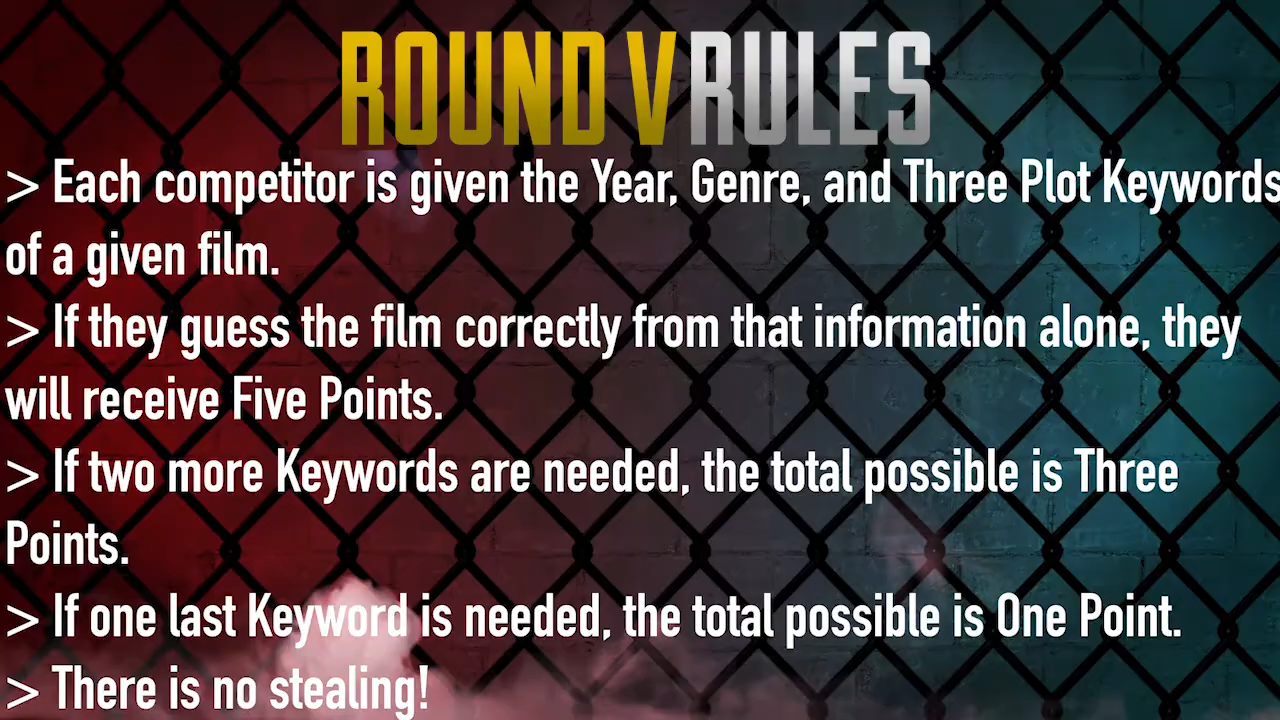 ROUND V RULES
> Each competitor is given the Year, Genre, and Three Plot Keywords
of a given film.
> If they guess the film correctly from that information alone, they
will receive Five Points.
> If two more Keywords are needed, the total possible is Three
Points.
> If one last Keyword is needed, the total possible is One Point.
> There is no stealing!